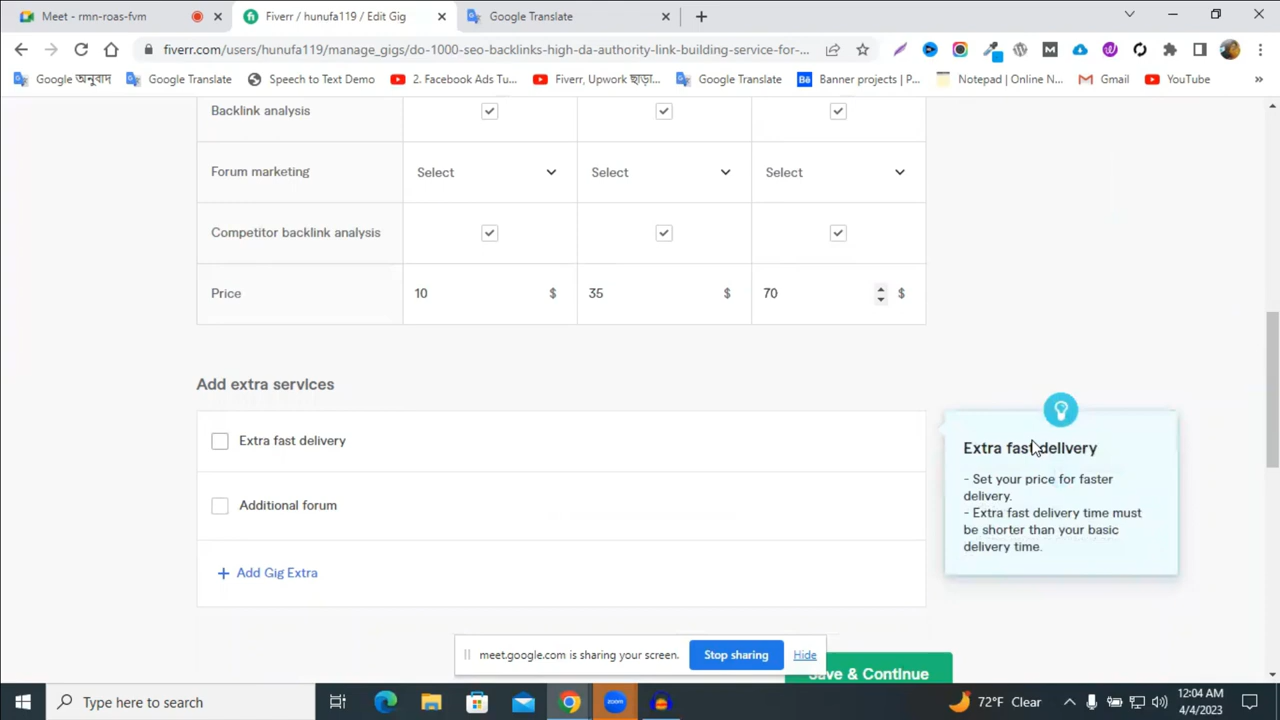 Meet - rmn-roas-fvm
Fiverr / hunufa119 / Edit Gig
Google Translate
fiverr.com/users/hunufa119/manage_gigs/do-1000-seo-backlinks-high-da-authority-link-building-service-for-...
Google অনুবাদ
Google Translate
Speech to Text Demo
2. Facebook Ads Tu...
Fiverr, Upwork ছাড়া...
Google Translate
Banner projects | P...
Notepad | Online N...
Gmail
YouTube
Backlink analysis
Forum marketing Select Select Select
Competitor backlink analysis
Price 10 $ 35 $ 70 $
Add extra services
Extra fast delivery
Additional forum
+ Add Gig Extra
Extra fast delivery
- Set your price for faster
delivery.
- Extra fast delivery time must
be shorter than your basic
delivery time.
meet.google.com is sharing your screen. Stop sharing Hide
Save & Continue
Type here to search
zoom
72°F Clear
12:04 AM
4/4/2023